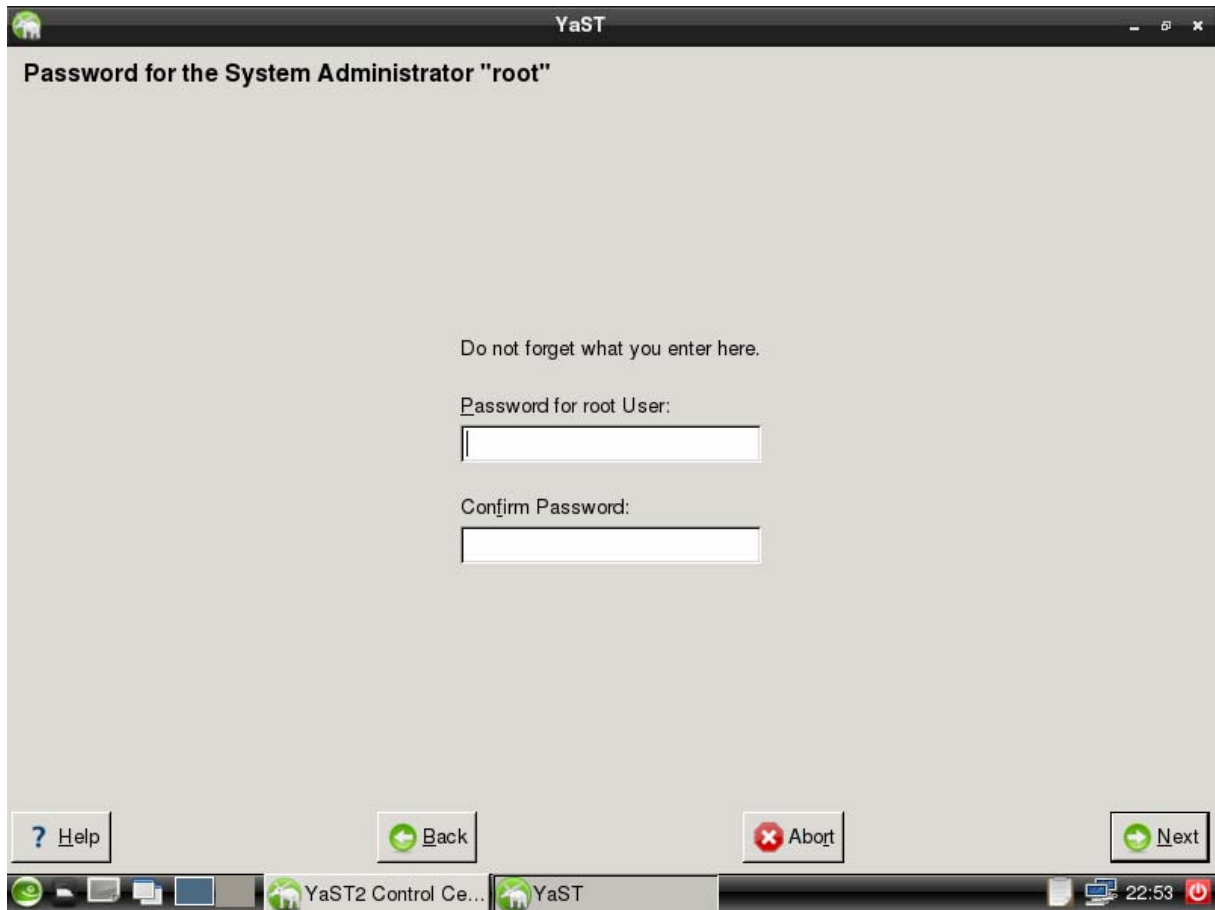 YaST
Password for the System Administrator "root"
Do not forget what you enter here.
Password for root User:
Confirm Password:
? Help
Back
Abort
Next
YaST2 Control Ce...
YaST
22:53